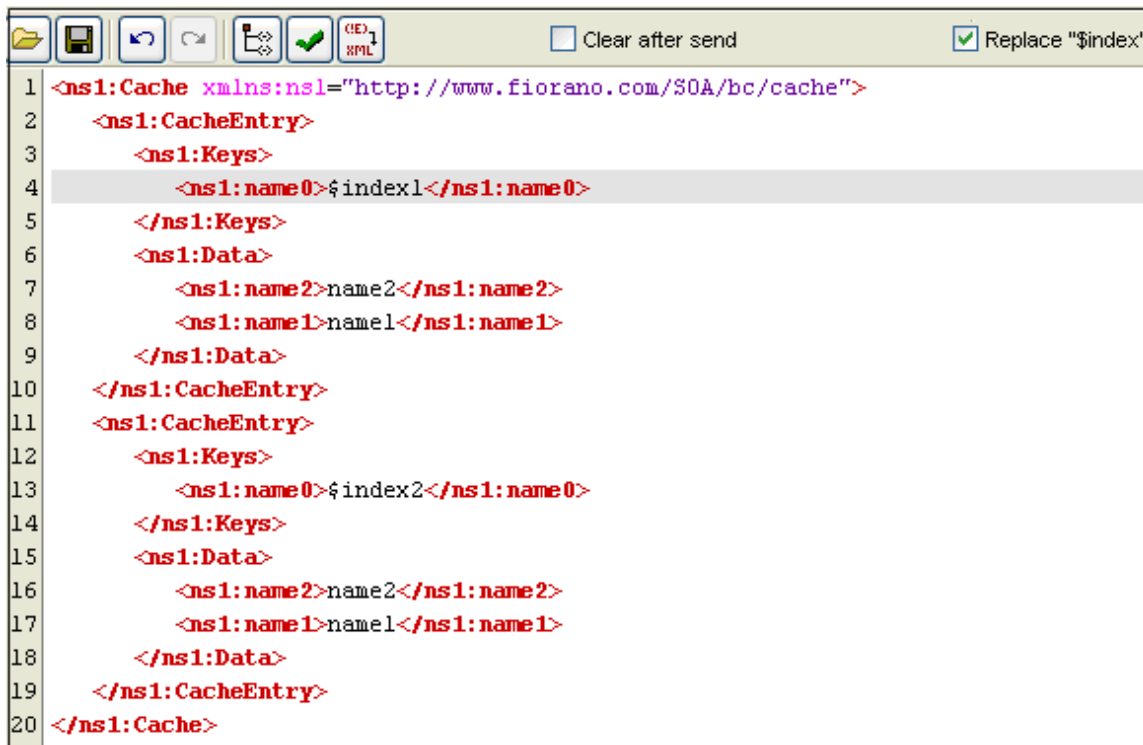 (IE) XML Clear after send Replace "$index"
1 <ns1:Cache xmlns:ns1="http://www.fiorano.com/SOA/bc/cache">
2 <ns1:CacheEntry>
3 <ns1:Keys>
4 <ns1:name0>$index1</ns1:name0>
5 </ns1:Keys>
6 <ns1:Data>
7 <ns1:name2>name2</ns1:name2>
8 <ns1:name1>name1</ns1:name1>
9 </ns1:Data>
10 </ns1:CacheEntry>
11 <ns1:CacheEntry>
12 <ns1:Keys>
13 <ns1:name0>$index2</ns1:name0>
14 </ns1:Keys>
15 <ns1:Data>
16 <ns1:name2>name2</ns1:name2>
17 <ns1:name1>name1</ns1:name1>
18 </ns1:Data>
19 </ns1:CacheEntry>
20 </ns1:Cache>